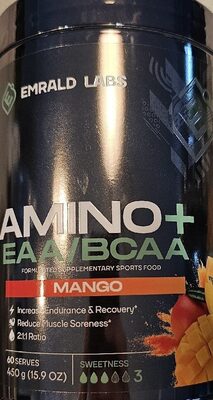 EMRALD LABS
AMINO+
EAA/BCAA
FORMULATED SUPPLEMENTARY SPORTS FOOD
MANGO
Increase Endurance & Recovery*
Reduce Muscle Soreness*
2:1:1 Ratio
60 SERVES
450 g (15.9 OZ)
SWEETNESS
3